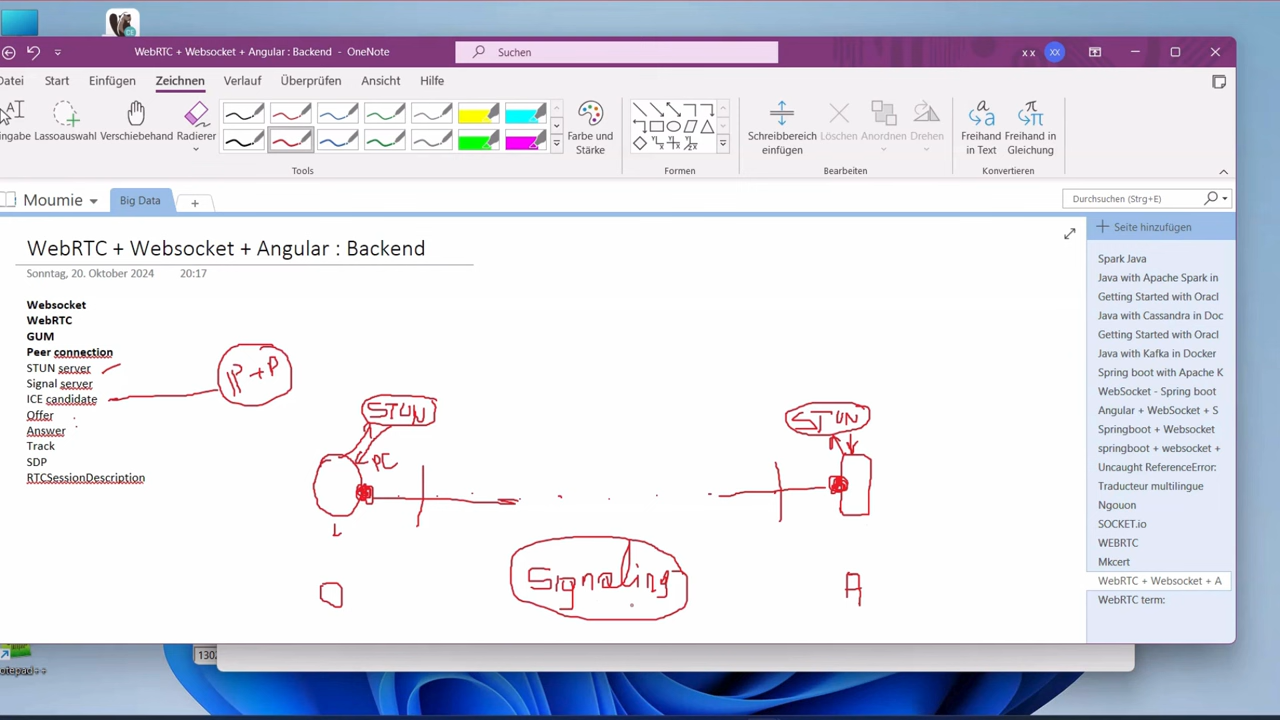 WebRTC + Websocket + Angular : Backend - OneNote
Suchen
x x
XX
Datei Start Einfügen Zeichnen Verlauf Überprüfen Ansicht Hilfe
Lassoauswahl Verschiebehand Radierer
Farbe und Stärke
Schreibbereich einfügen
Löschen Anordnen Drehen
Freihand in Text
Freihand in Gleichung
Tools
Formen
Bearbeiten
Konvertieren
Moumie
Big Data
Durchsuchen (Strg+E)
WebRTC + Websocket + Angular : Backend
Sonntag, 20. Oktober 2024 20:17
Websocket
WebRTC
GUM
Peer connection
STUN server
Signal server
ICE candidate
Offer
Answer
Track
SDP
RTCSessionDescription
IP + P
STUN
STUN
PC
Signaling
O
A
Seite hinzufügen
Spark Java
Java with Apache Spark in
Getting Started with Oracl
Java with Cassandra in Doc
Getting Started with Oracl
Java with Kafka in Docker
Spring boot with Apache K
WebSocket - Spring boot
Angular + WebSocket + S
Springboot + Websocket
springboot + websocket +
Uncaught ReferenceError:
Traducteur multilingue
Ngouon
SOCKET.io
WEBRTC
Mkcert
WebRTC + Websocket + A
WebRTC term:
1302